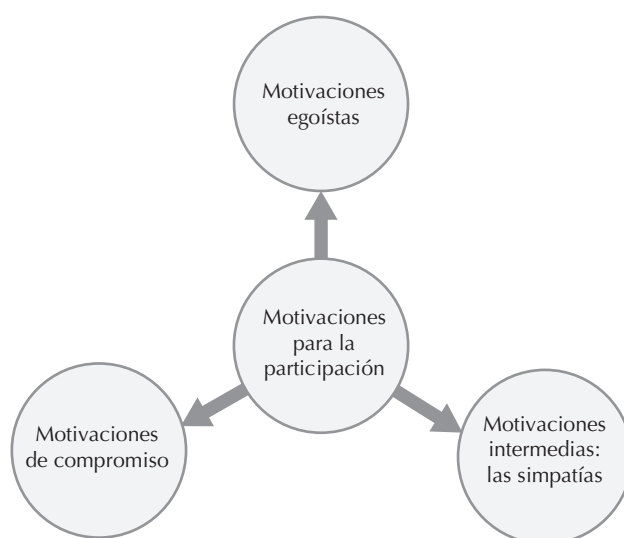 Motivaciones
egoístas
Motivaciones
para la
participación
Motivaciones
de compromiso
Motivaciones
intermedias:
las simpatías